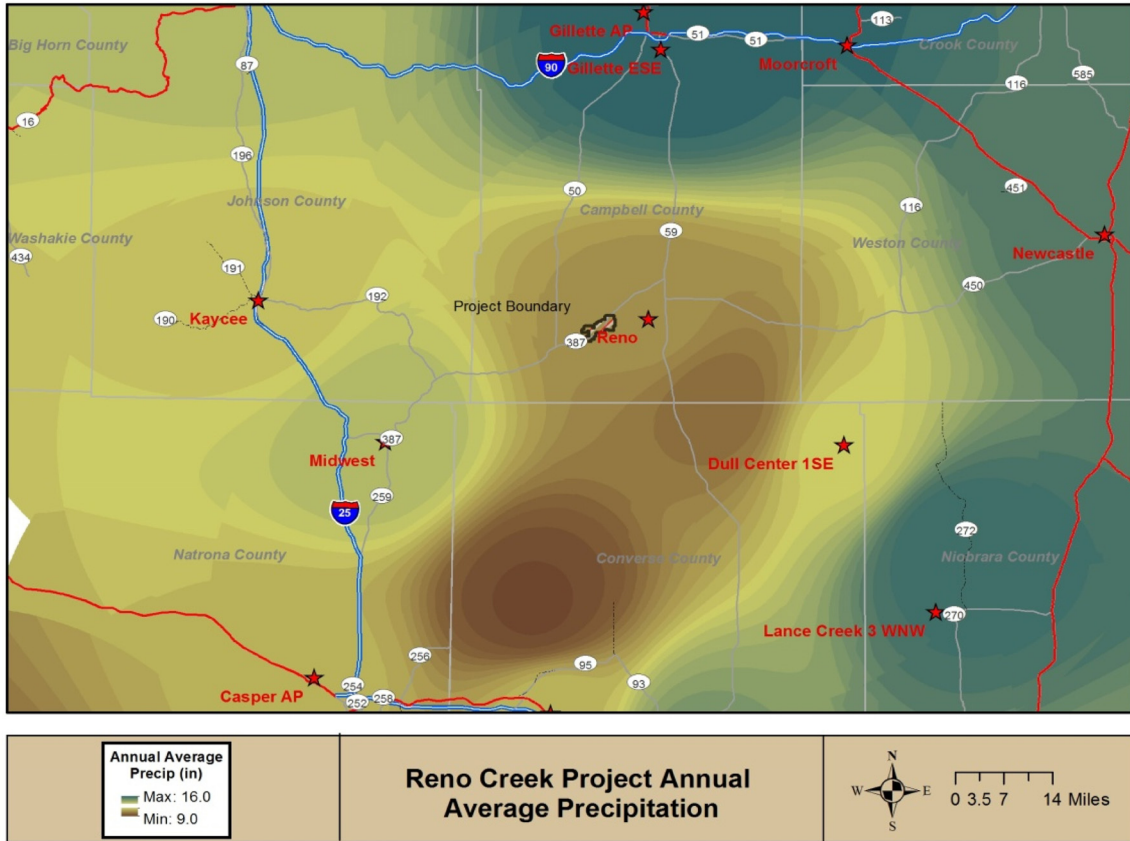 Big Horn County
Gillette AP
113
Crook County
51
51
Moorcroft
87
90
Gillette ESE
585
116
16
196
451
50
Johnson County
Campbell County
116
Washakie County
59
Weston County
Newcastle
434
191
450
192
Project Boundary
190
Kaycee
387
Reno
387
Midwest
Dull Center 1SE
259
25
272
Natrona County
Converse County
Niobrara County
270
Lance Creek 3 WNW
256
95
254
93
Casper AP
252
258
Annual Average
Precip (in)
Max: 16.0
Min: 9.0
Reno Creek Project Annual
Average Precipitation
N
W
E
S
0 3.5 7 14 Miles